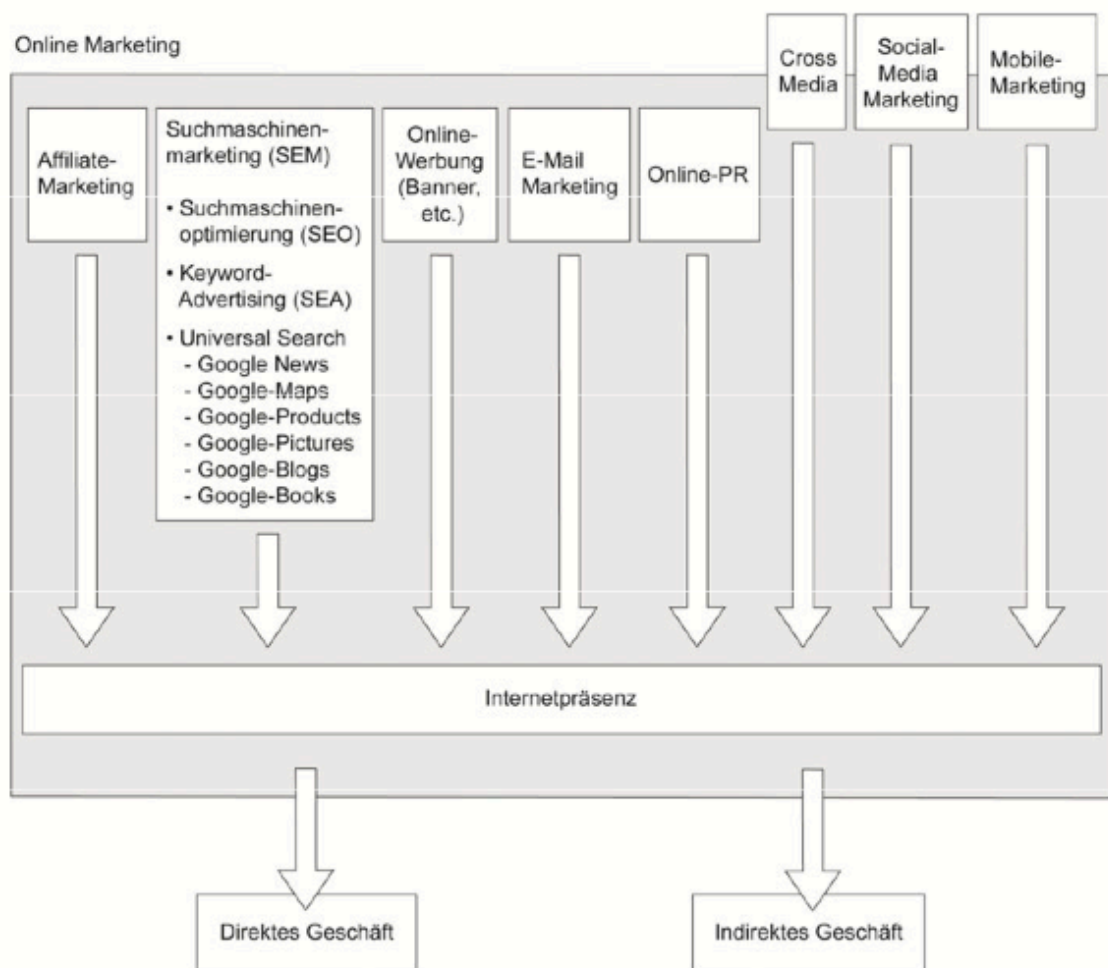 Online Marketing
Cross
Media
Social-
Media
Marketing
Mobile-
Marketing
Affiliate-
Marketing
Suchmaschinen-
marketing (SEM)
• Suchmaschinen-
optimierung (SEO)
• Keyword-
Advertising (SEA)
• Universal Search
- Google News
- Google-Maps
- Google-Products
- Google-Pictures
- Google-Blogs
- Google-Books
Online-
Werbung
(Banner,
etc.)
E-Mail
Marketing
Online-PR
Internetpräsenz
Direktes Geschäft
Indirektes Geschäft